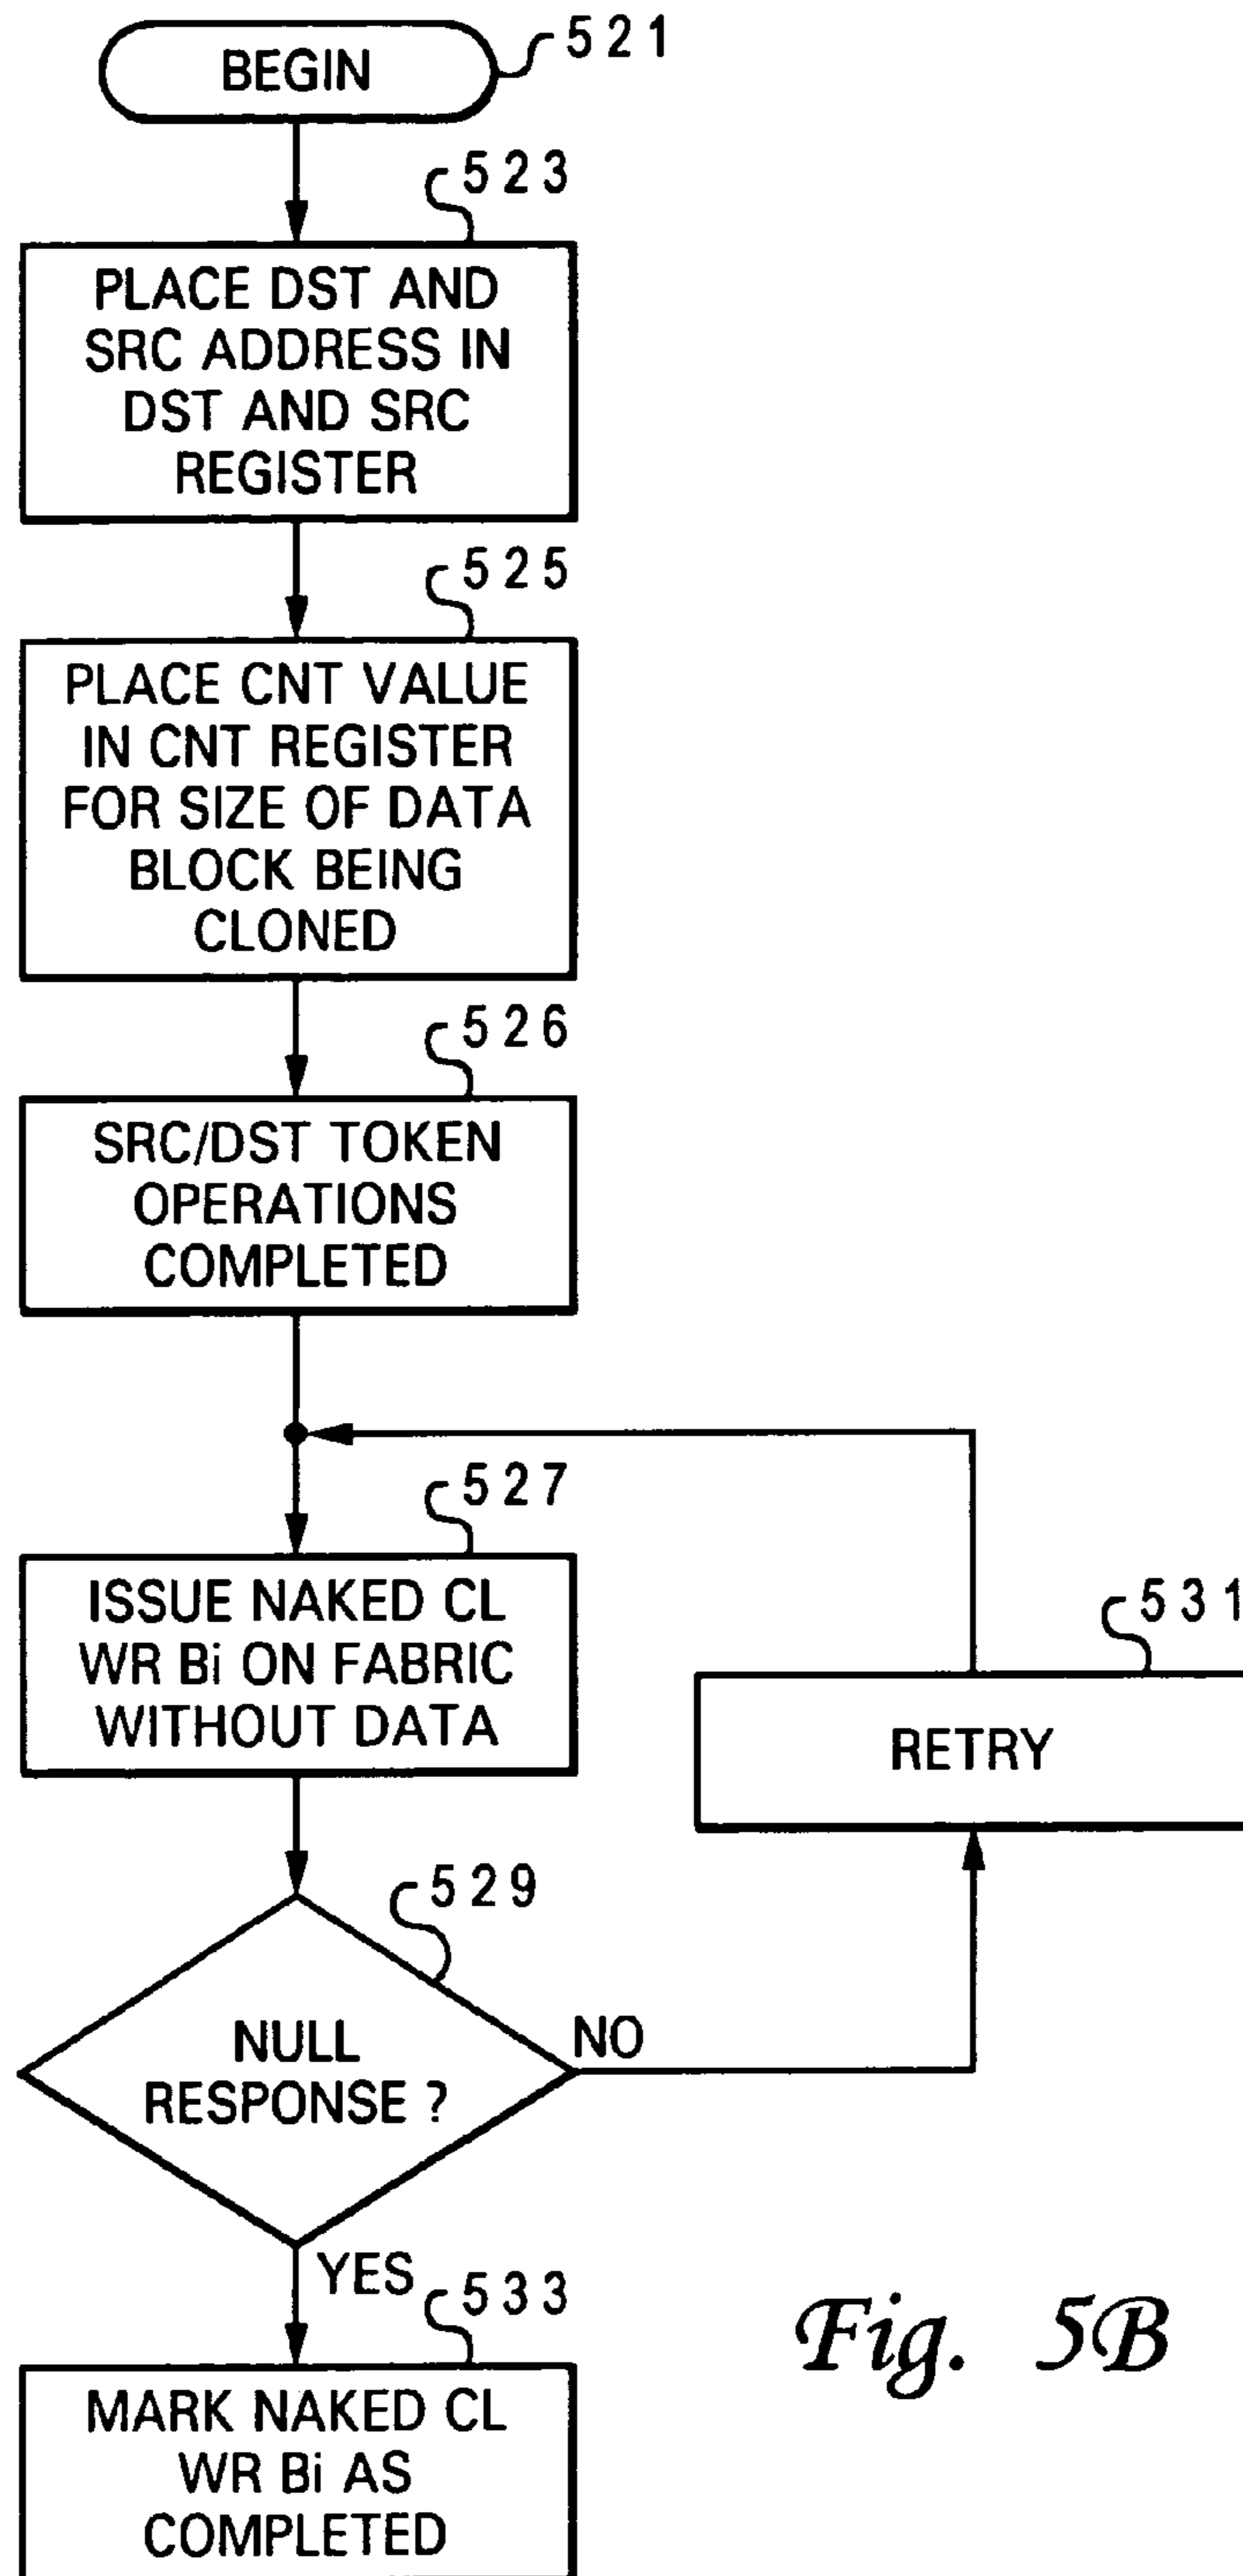 BEGIN
521
523
PLACE DST AND
SRC ADDRESS IN
DST AND SRC
REGISTER
525
PLACE CNT VALUE
IN CNT REGISTER
FOR SIZE OF DATA
BLOCK BEING
CLONED
526
SRC/DST TOKEN
OPERATIONS
COMPLETED
527
ISSUE NAKED CL
WR Bi ON FABRIC
WITHOUT DATA
531
RETRY
529
NULL
RESPONSE ?
NO
YES
533
MARK NAKED CL
WR Bi AS
COMPLETED
Fig. 5B